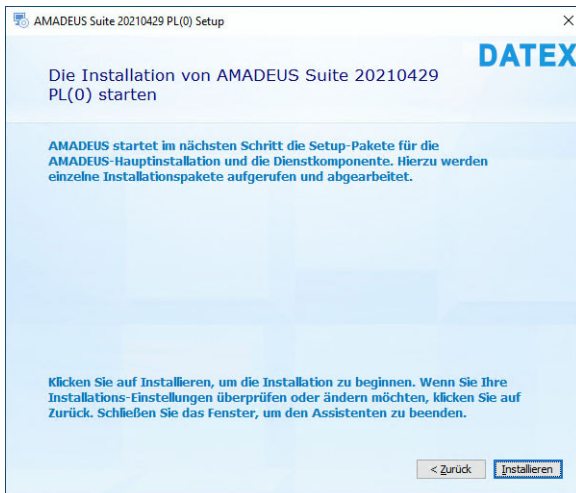 AMADEUS Suite 20210429 PL(0) Setup
DATEX
Die Installation von AMADEUS Suite 20210429
PL(0) starten
AMADEUS startet im nächsten Schritt die Setup-Pakete für die
AMADEUS-Hauptinstallation und die Dienstkomponente. Hierzu werden
einzelne Installationspakete aufgerufen und abgearbeitet.
Klicken Sie auf Installieren, um die Installation zu beginnen. Wenn Sie Ihre
Installations-Einstellungen überprüfen oder ändern möchten, klicken Sie auf
Zurück. Schließen Sie das Fenster, um den Assistenten zu beenden.
< Zurück Installieren